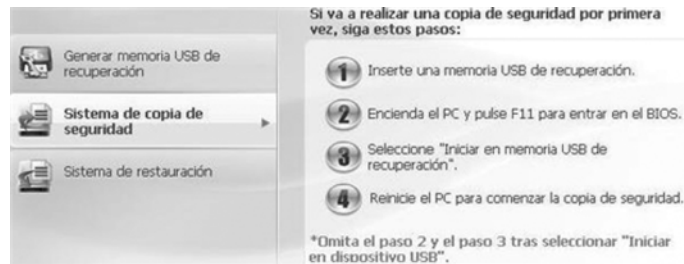 Generar memoria USB de
recuperación
Sistema de copia de
seguridad
Sistema de restauración
Si va a realizar una copia de seguridad por primera
vez, siga estos pasos:
1 Inserte una memoria USB de recuperación.
2 Encienda el PC y pulse F11 para entrar en el BIOS.
3 Seleccione "Iniciar en memoria USB de
recuperación".
4 Reinicie el PC para comenzar la copia de seguridad.
*Omita el paso 2 y el paso 3 tras seleccionar "Iniciar
en dispositivo USB".